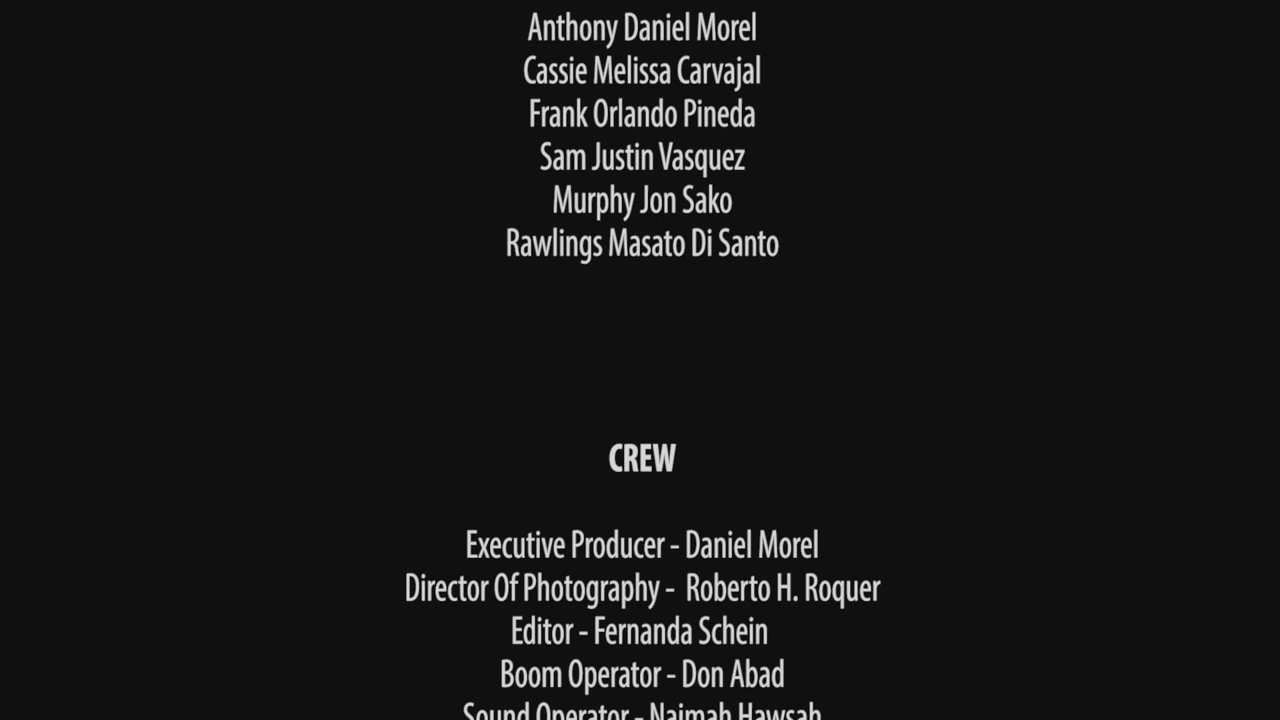 Anthony Daniel Morel
Cassie Melissa Carvajal
Frank Orlando Pineda
Sam Justin Vasquez
Murphy Jon Sako
Rawlings Masato Di Santo
CREW
Executive Producer - Daniel Morel
Director Of Photography - Roberto H. Roquer
Editor - Fernanda Schein
Boom Operator - Don Abad
Sound Operator - Naimah Hawsah